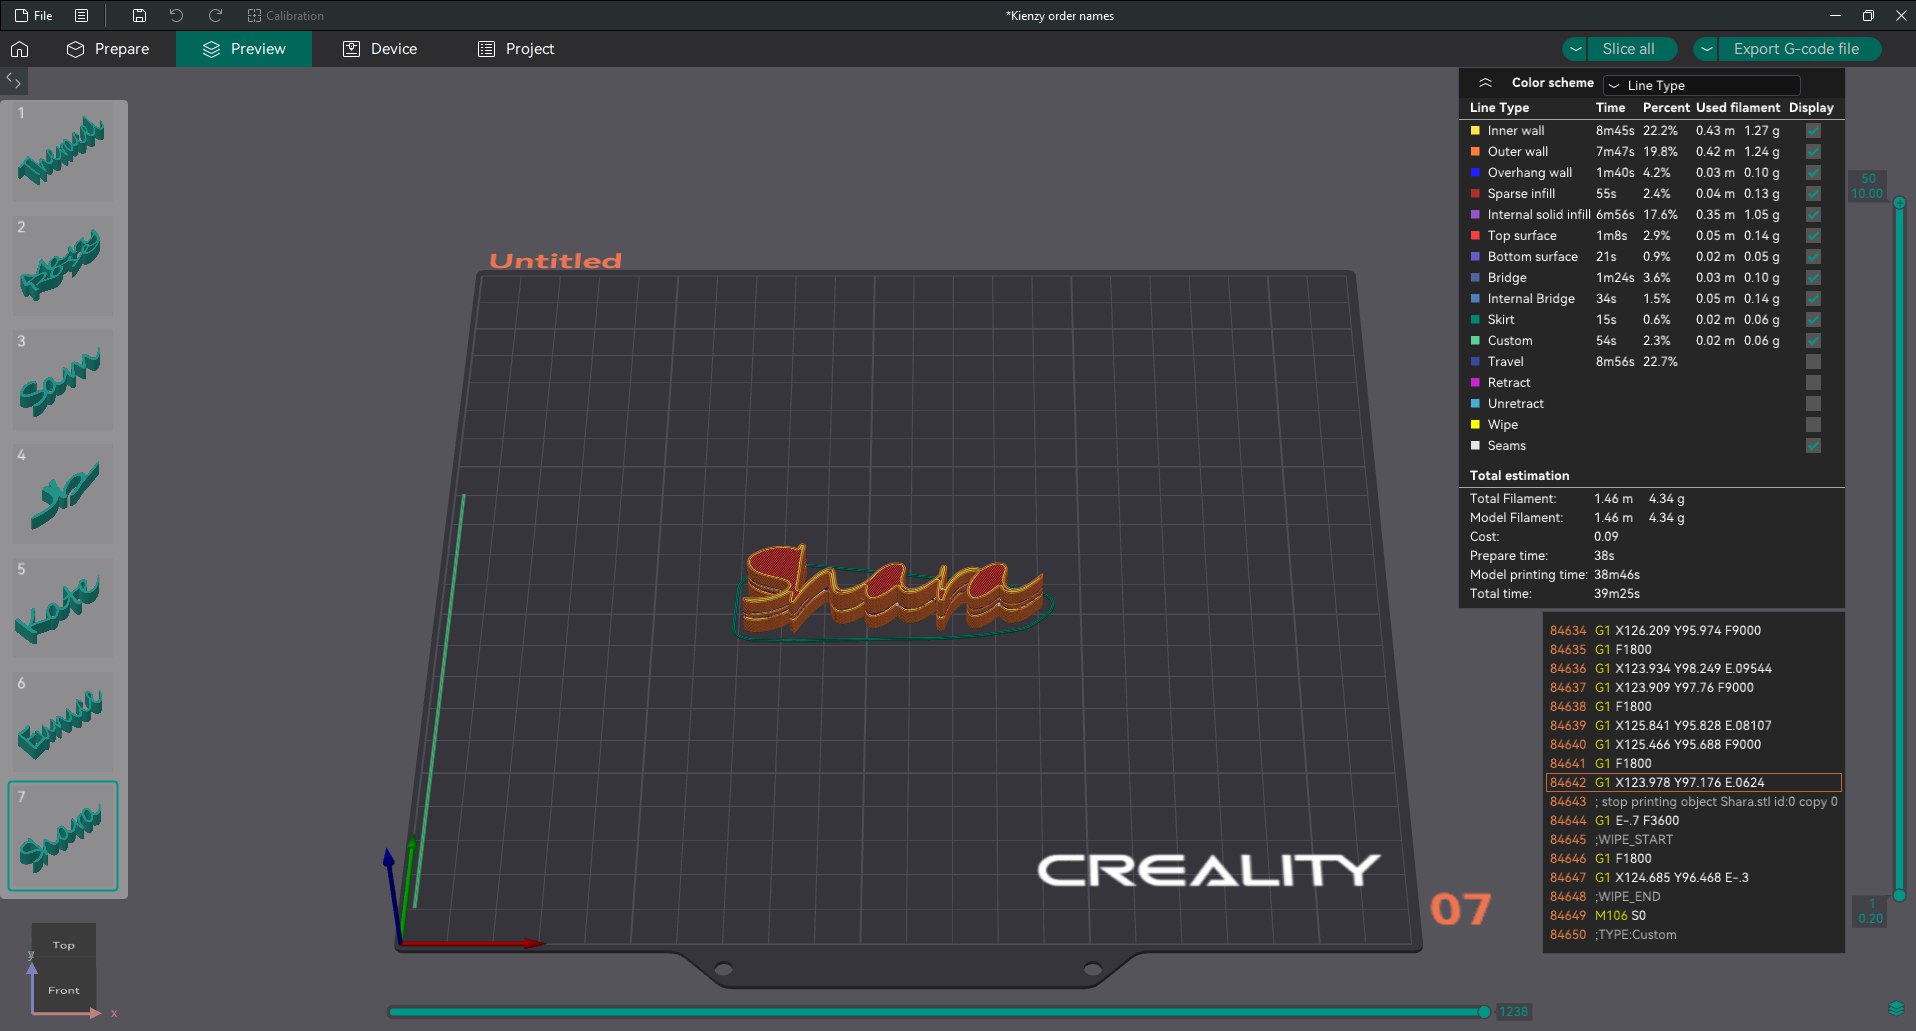 File
Calibration
*Kienzy order names
Prepare
Preview
Device
Project
Slice all
Export G-code file
1
2
3
4
5
6
7
Untitled
Shara
CREALITY
07
Color scheme Line Type
Line Type Time Percent Used filament Display
Inner wall 8m45s 22.2% 0.43 m 1.27 g
Outer wall 7m47s 19.8% 0.42 m 1.24 g
Overhang wall 1m40s 4.2% 0.03 m 0.10 g
Sparse infill 55s 2.4% 0.04 m 0.13 g
Internal solid infill 6m56s 17.6% 0.35 m 1.05 g
Top surface 1m8s 2.9% 0.05 m 0.14 g
Bottom surface 21s 0.9% 0.02 m 0.05 g
Bridge 1m24s 3.6% 0.03 m 0.10 g
Internal Bridge 34s 1.5% 0.05 m 0.14 g
Skirt 15s 0.6% 0.02 m 0.06 g
Custom 54s 2.3% 0.02 m 0.06 g
Travel 8m56s 22.7%
Retract
Unretract
Wipe
Seams
Total estimation
Total Filament: 1.46 m 4.34 g
Model Filament: 1.46 m 4.34 g
Cost: 0.09
Prepare time: 38s
Model printing time: 38m46s
Total time: 39m25s
84634 G1 X126.209 Y95.974 F9000
84635 G1 F1800
84636 G1 X123.934 Y98.249 E.09544
84637 G1 X123.909 Y97.76 F9000
84638 G1 F1800
84639 G1 X125.841 Y95.828 E.08107
84640 G1 X125.466 Y95.688 F9000
84641 G1 F1800
84642 G1 X123.978 Y97.176 E.0624
84643 ; stop printing object Shara.stl id:0 copy 0
84644 G1 E-.7 F3600
84645 ;WIPE_START
84646 G1 F1800
84647 G1 X124.685 Y96.468 E-.3
84648 ;WIPE_END
84649 M106 S0
84650 ;TYPE:Custom
50
10.00
1
0.20
1238
Top
Front
y
x
Sam
Kate